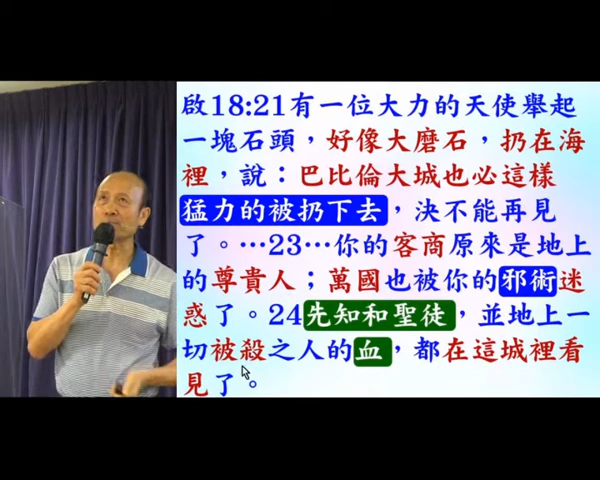 啟18:21有一位大力的天使舉起
一塊石頭，好像大磨石，扔在海
裡，說：巴比倫大城也必這樣
猛力的被扔下去，決不能再見
了。…23…你的客商原來是地上
的尊貴人；萬國也被你的邪術迷
惑了。24先知和聖徒，並地上一
切被殺之人的血，都在這城裡看
見了。